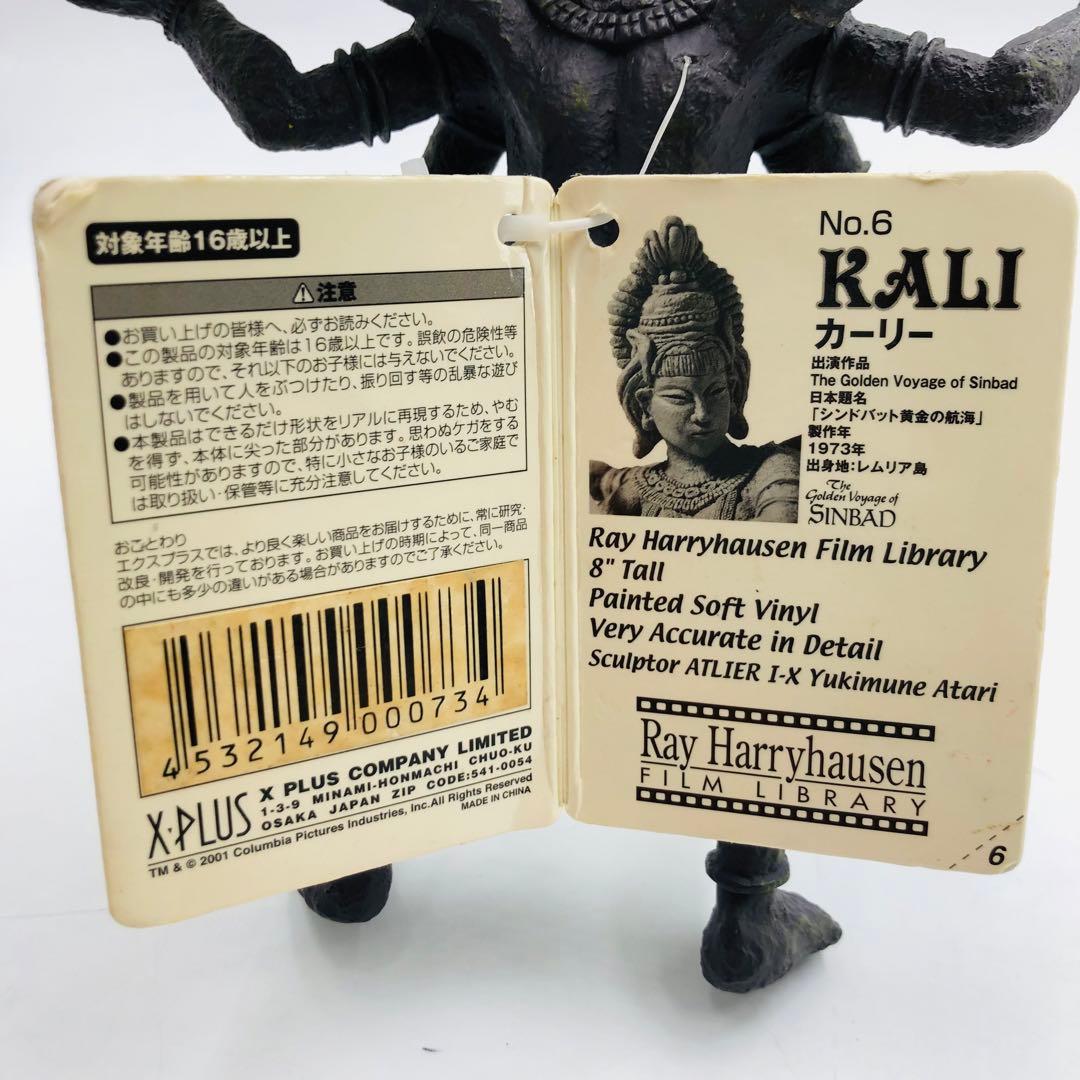 対象年齢16歳以上
⚠注意
●お買い上げの皆様へ、必ずお読みください。
●この製品の対象年齢は16歳以上です。誤飲の危険性等
ありますので、それ以下のお子様には与えないでください。
●製品を用いて人をぶつけたり、振り回す等の乱暴な遊び
はしないでください。
●本製品はできるだけ形状をリアルに再現するため、やむ
を得ず、本体に尖った部分があります。思わぬケガをする
可能性がありますので、特に小さなお子様のいるご家庭で
は取り扱い・保管等に充分注意してください。
おことわり
エクスプラスでは、より良く楽しい商品をお届けするために、常に研究・
改良・開発を行っております。お買い上げの時期によって、同一商品
の中にも多少の違いがある場合がありますのでご了承ください。
4532149000734
X·PLUS
X PLUS COMPANY LIMITED
1-3-9 MINAMI-HONMACHI CHUO-KU
OSAKA JAPAN ZIP CODE:541-0054
TM & © 2001 Columbia Pictures Industries, Inc.All Rights Reserved
MADE IN CHINA
No.6
KALI
カーリー
出演作品
The Golden Voyage of Sinbad
日本題名
「シンドバット黄金の航海」
製作年
1973年
出身地:レムリア島
The
Golden Voyage of
SINBAD
Ray Harryhausen Film Library
8" Tall
Painted Soft Vinyl
Very Accurate in Detail
Sculptor ATLIER I-X Yukimune Atari
Ray Harryhausen
FILM LIBRARY
6